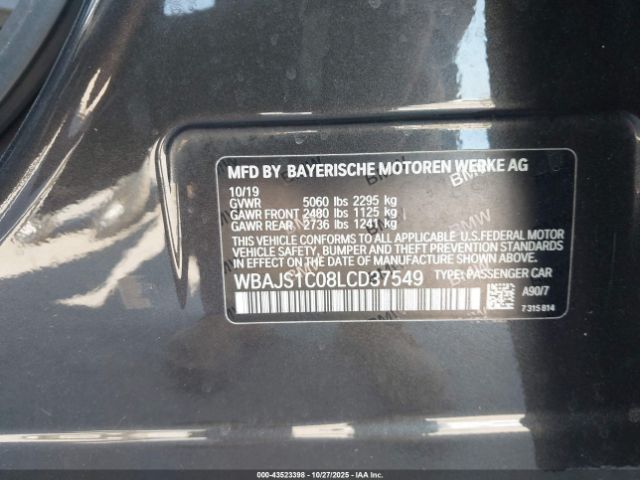 MFD BY BAYERISCHE MOTOREN WERKE AG
10/19
GVWR 5060 lbs 2295 kg
GAWR FRONT 2480 lbs 1125 kg
GAWR REAR 2736 lbs 1241 kg
THIS VEHICLE CONFORMS TO ALL APPLICABLE U.S.FEDERAL MOTOR
VEHICLE SAFETY, BUMPER AND THEFT PREVENTION STANDARDS
IN EFFECT ON THE DATE OF MANUFACTURE SHOWN ABOVE.
WBAJS1C08LCD37549 TYPE: PASSENGER CAR
A90/7
7315814
000-43523398 - 10/27/2025 - COPYRIGHT IAA, LLC.